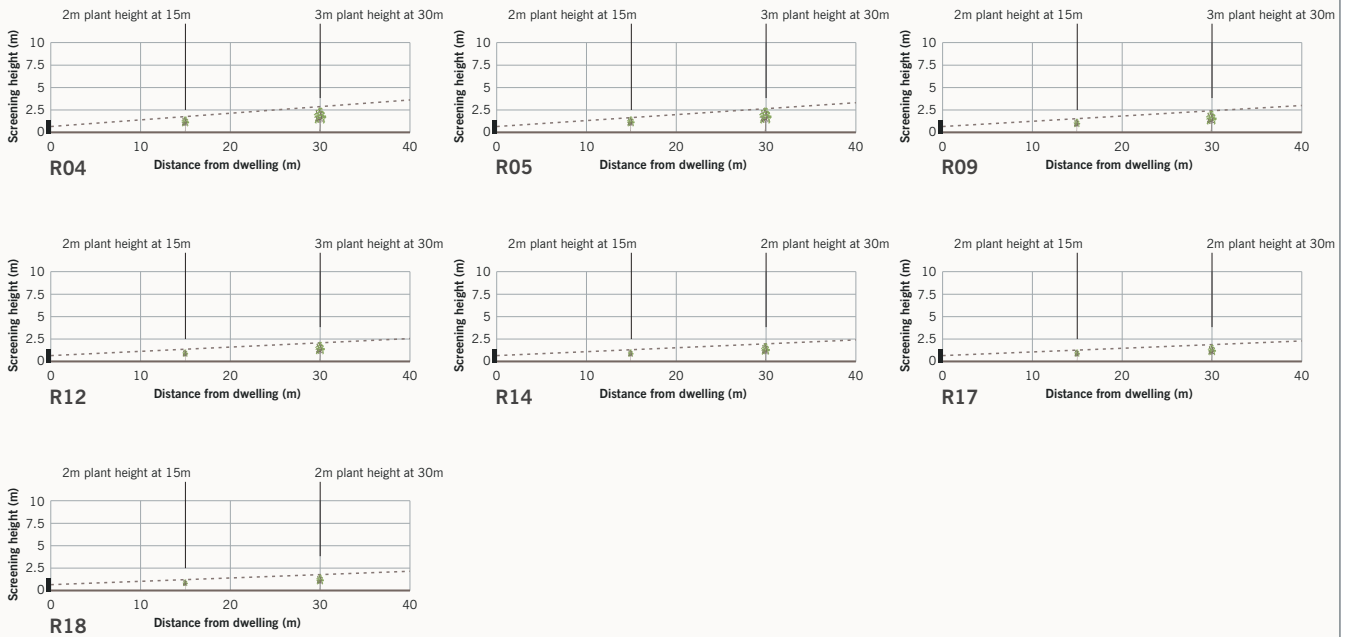 2m plant height at 15m 3m plant height at 30m
Screening height (m)
10
7.5
5
2.5
0
0 10 20 30 40
R04 Distance from dwelling (m)
2m plant height at 15m 3m plant height at 30m
Screening height (m)
10
7.5
5
2.5
0
0 10 20 30 40
R05 Distance from dwelling (m)
2m plant height at 15m 3m plant height at 30m
Screening height (m)
10
7.5
5
2.5
0
0 10 20 30 40
R09 Distance from dwelling (m)
2m plant height at 15m 3m plant height at 30m
Screening height (m)
10
7.5
5
2.5
0
0 10 20 30 40
R12 Distance from dwelling (m)
2m plant height at 15m 2m plant height at 30m
Screening height (m)
10
7.5
5
2.5
0
0 10 20 30 40
R14 Distance from dwelling (m)
2m plant height at 15m 2m plant height at 30m
Screening height (m)
10
7.5
5
2.5
0
0 10 20 30 40
R17 Distance from dwelling (m)
2m plant height at 15m 2m plant height at 30m
Screening height (m)
10
7.5
5
2.5
0
0 10 20 30 40
R18 Distance from dwelling (m)